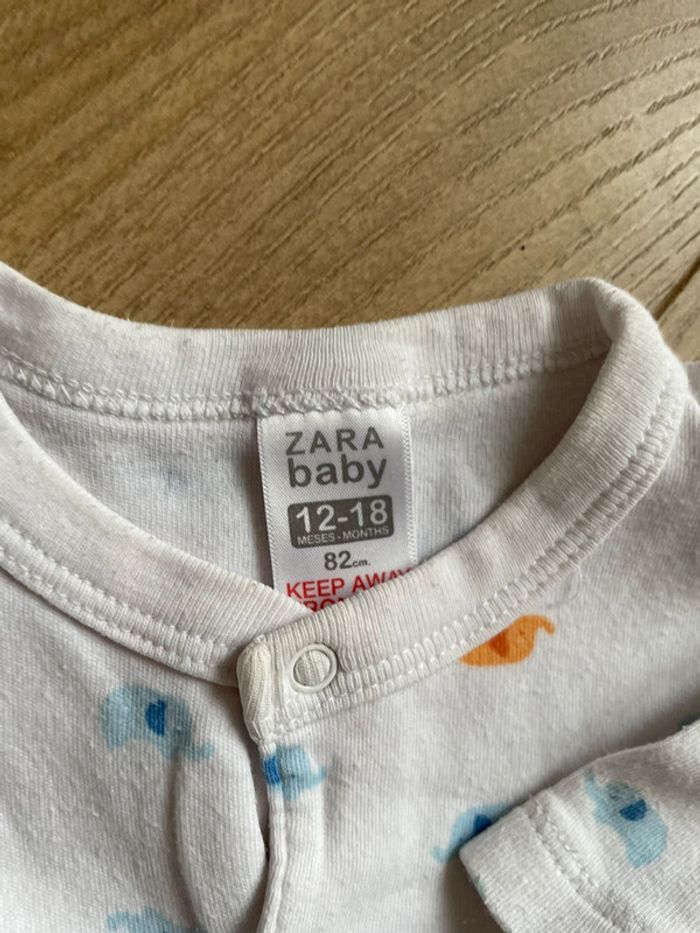 ZARA
baby
12-18
MESES - MONTHS
82cm.
KEEP AWAY